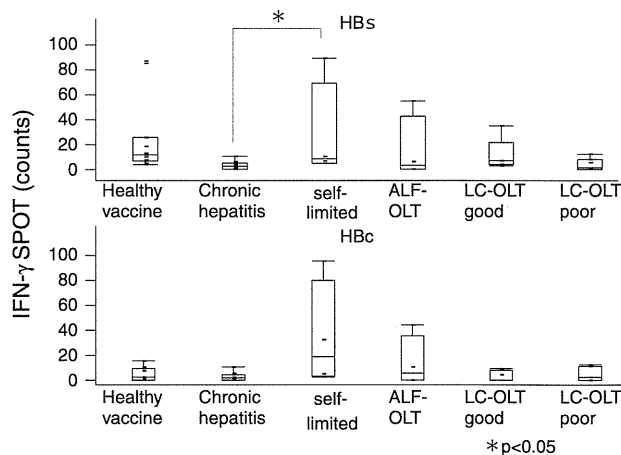 HBs
*
100
80
60
40
20
0
Healthy vaccine
Chronic hepatitis
self-limited
ALF-OLT
LC-OLT good
LC-OLT poor
IFN-γ SPOT (counts)
HBc
100
80
60
40
20
0
Healthy vaccine
Chronic hepatitis
self-limited
ALF-OLT
LC-OLT good
LC-OLT poor
*p<0.05